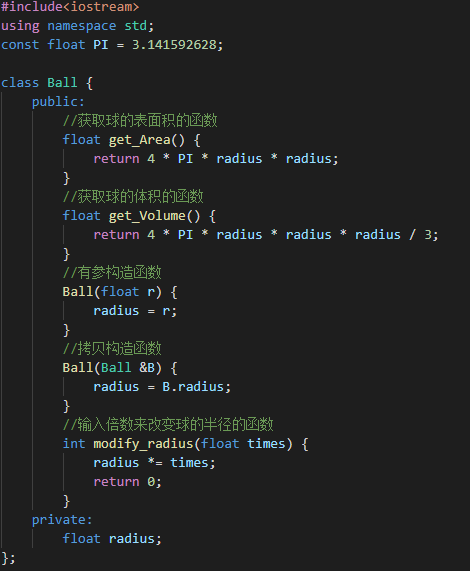 #include<iostream>
using namespace std;
const float PI = 3.141592628;

class Ball {
    public:
        //获取球的表面积的函数
        float get_Area() {
            return 4 * PI * radius * radius;
        }
        //获取球的体积的函数
        float get_Volume() {
            return 4 * PI * radius * radius * radius / 3;
        }
        //有参构造函数
        Ball(float r) {
            radius = r;
        }
        //拷贝构造函数
        Ball(Ball &B) {
            radius = B.radius;
        }
        //输入倍数来改变球的半径的函数
        int modify_radius(float times) {
            radius *= times;
            return 0;
        }
    private:
        float radius;
};